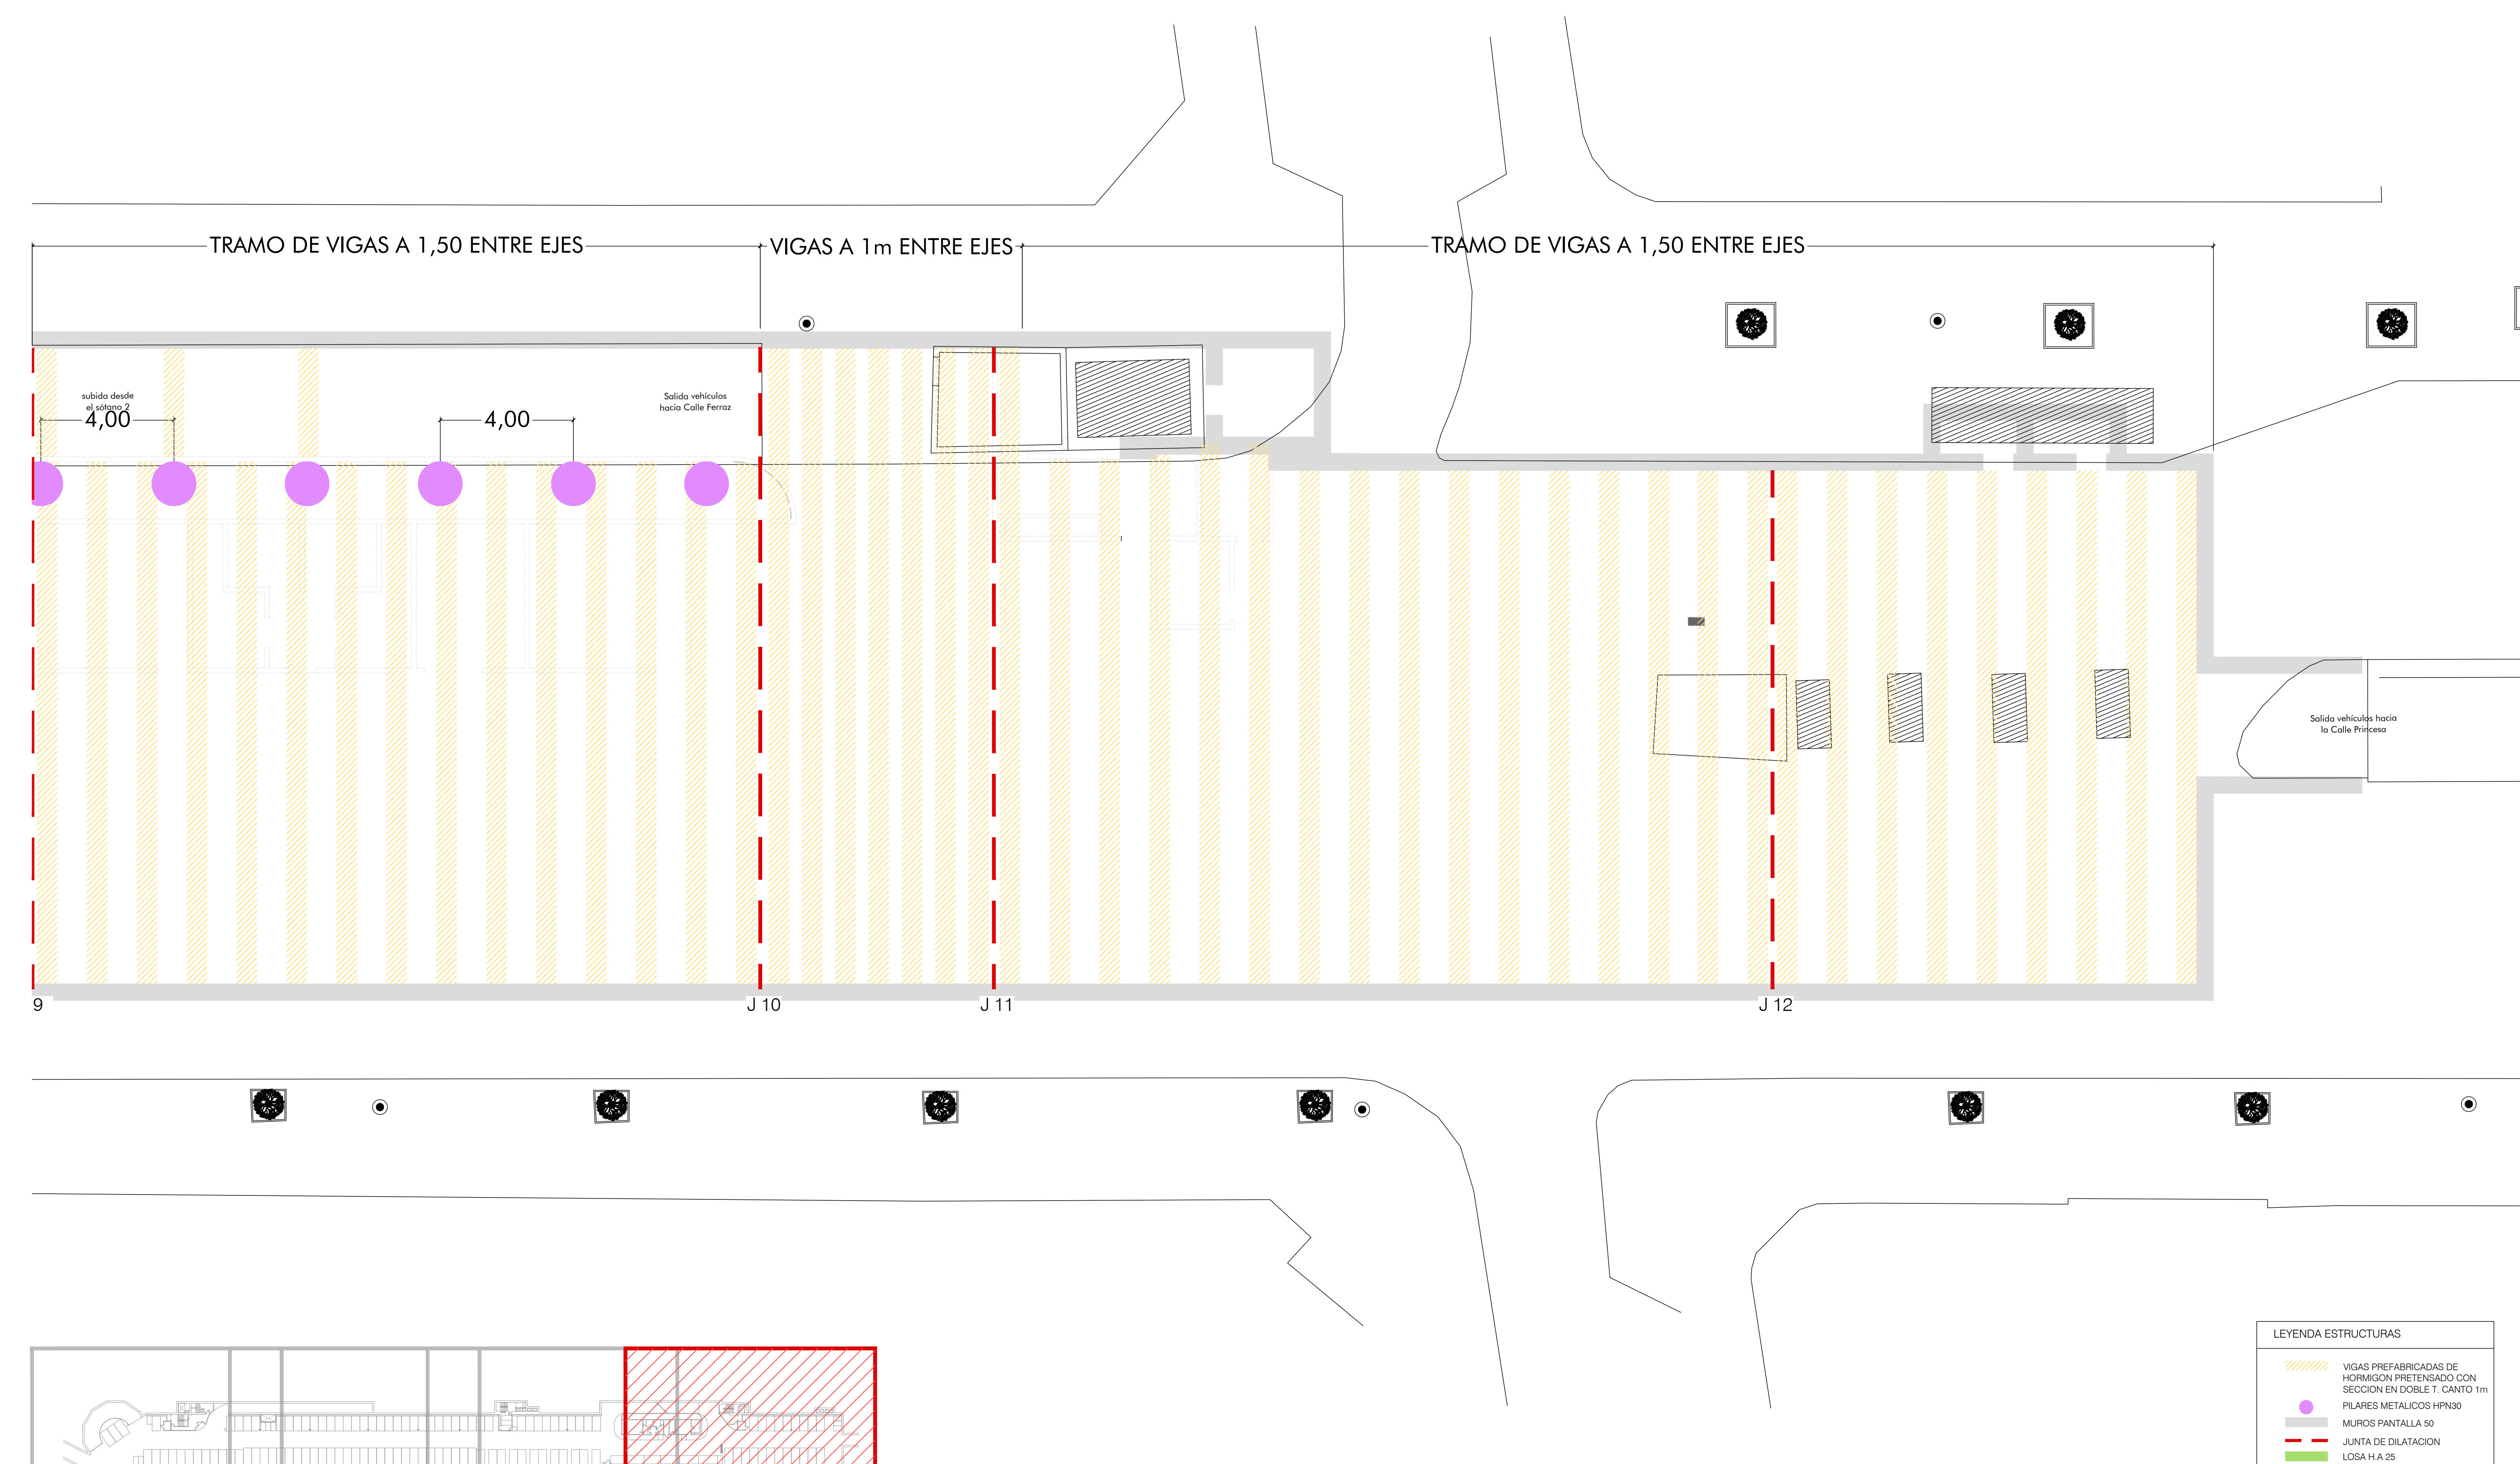 TRAMO DE VIGAS A 1,50 ENTRE EJES
VIGAS A 1m ENTRE EJES
TRAMO DE VIGAS A 1,50 ENTRE EJES
subida desde
el sótano 2
4,00
4,00
Salida vehículos
hacia Calle Ferraz
Salida vehículos hacia
la Calle Princesa
9
J 10
J 11
J 12
LEYENDA ESTRUCTURAS
VIGAS PREFABRICADAS DE
HORMIGON PRETENSADO CON
SECCION EN DOBLE T. CANTO 1m
PILARES METALICOS HPN30
MUROS PANTALLA 50
JUNTA DE DILATACION
LOSA H.A 25